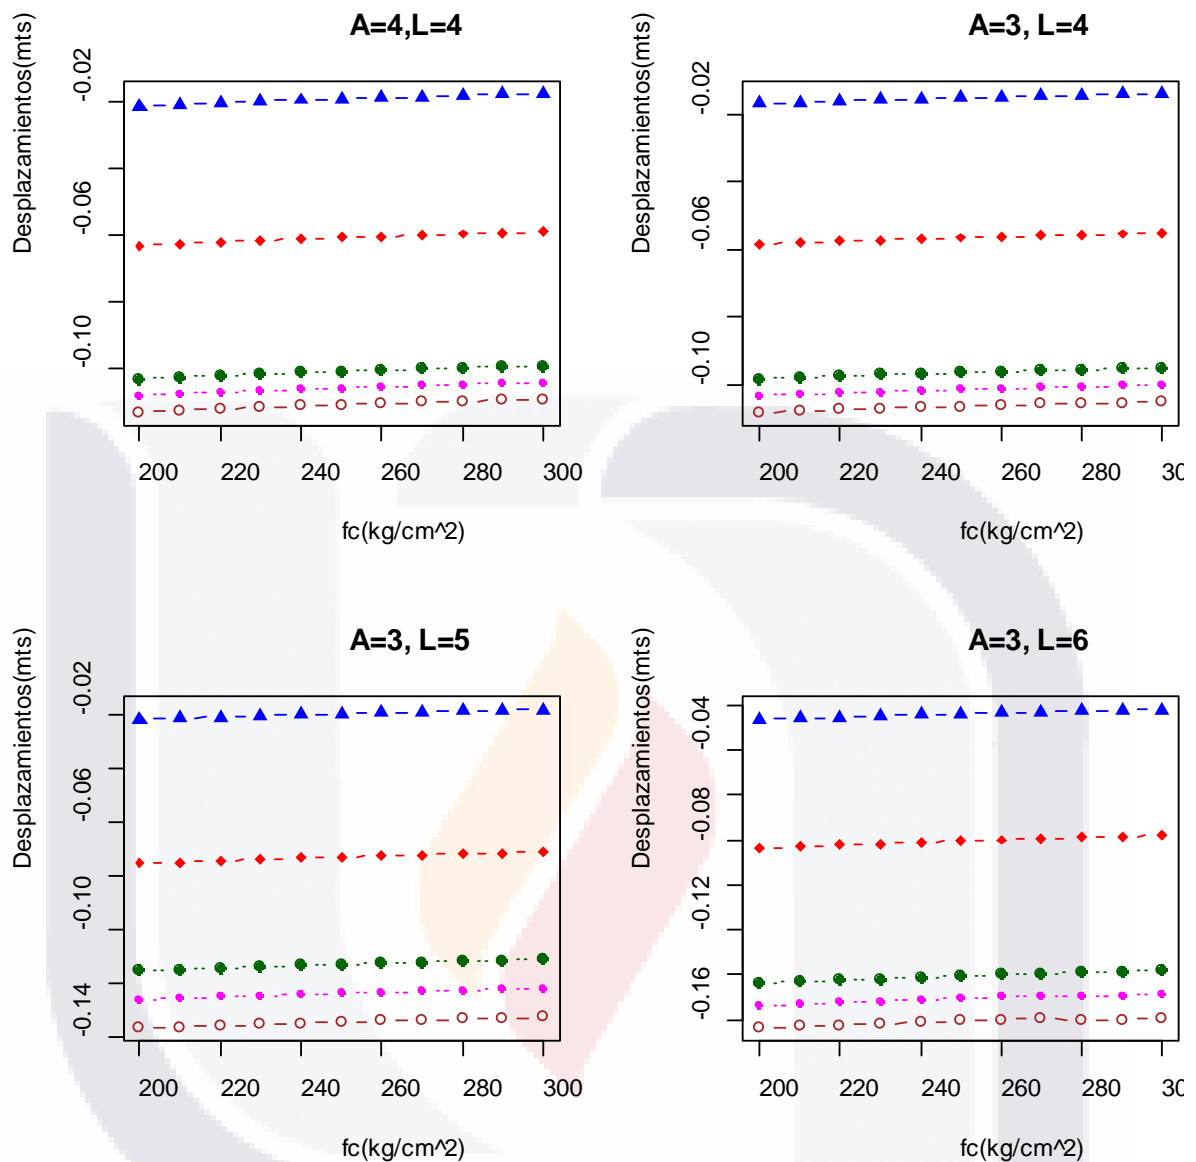 A=4,L=4
Desplazamientos(mts)
-0.02
-0.06
-0.10
200 220 240 260 280 300
fc(kg/cm^2)
A=3, L=4
Desplazamientos(mts)
-0.02
-0.06
-0.10
200 220 240 260 280 30
fc(kg/cm^2)
A=3, L=5
Desplazamientos(mts)
-0.02
-0.06
-0.10
-0.14
200 220 240 260 280 300
fc(kg/cm^2)
A=3, L=6
Desplazamientos(mts)
-0.04
-0.08
-0.12
-0.16
200 220 240 260 280 30
fc(kg/cm^2)